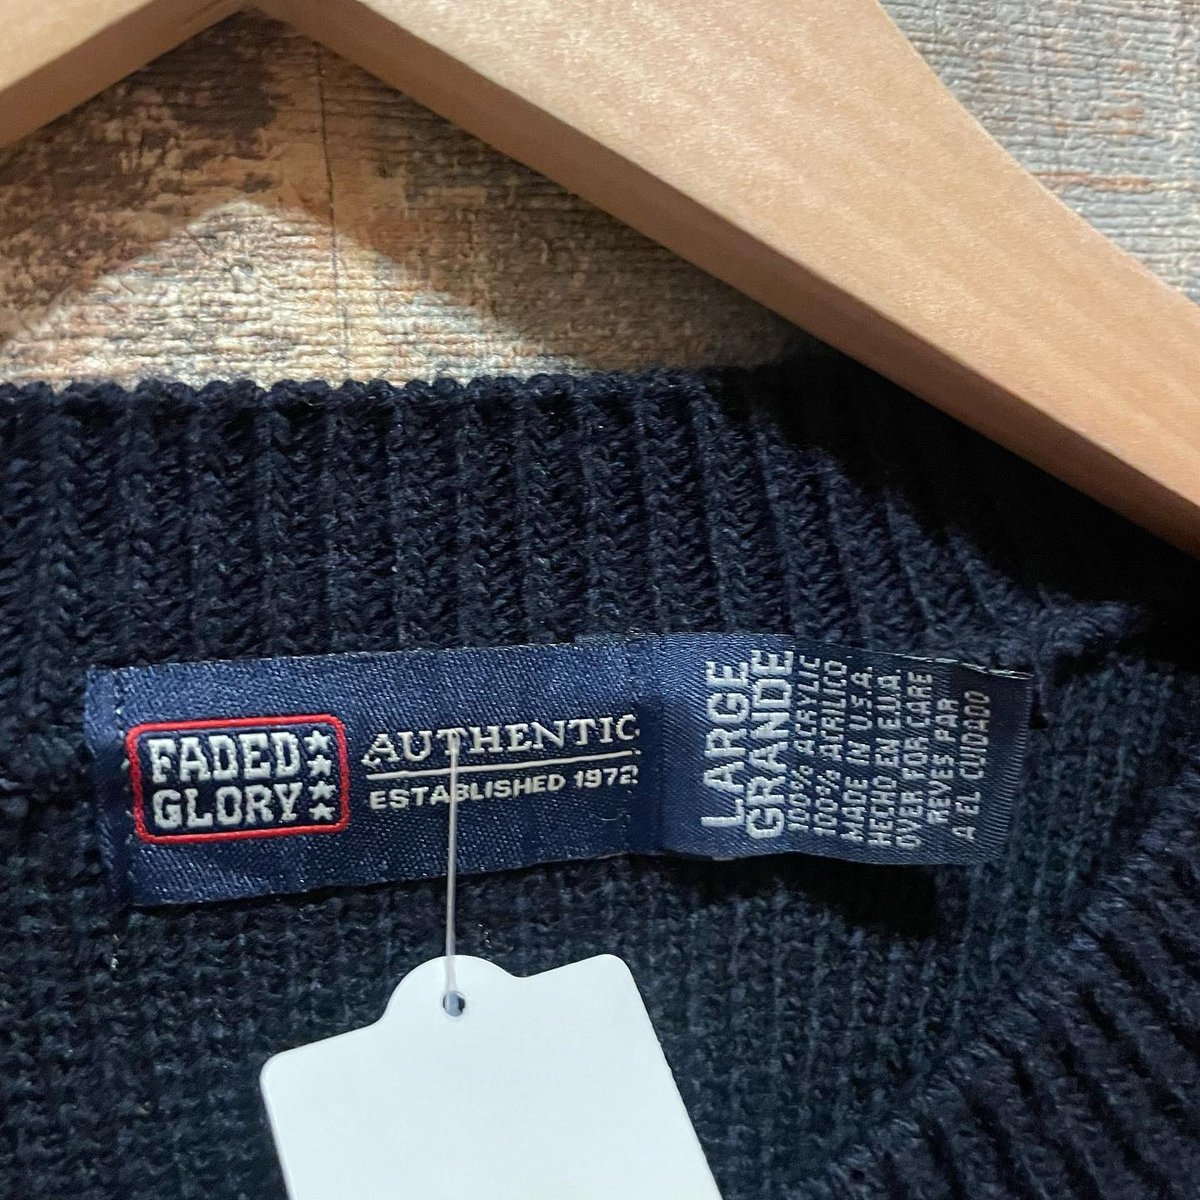 FADED
GLORY
AUTHENTIC
ESTABLISHED 1972
LARGE
GRANDE
100% ACRYLIC
100% ACRILICO
MADE IN U.S.A.
HECHO EN E.U.A.
OVER FOR CARE
REVES PAR
A EL CUIDADO